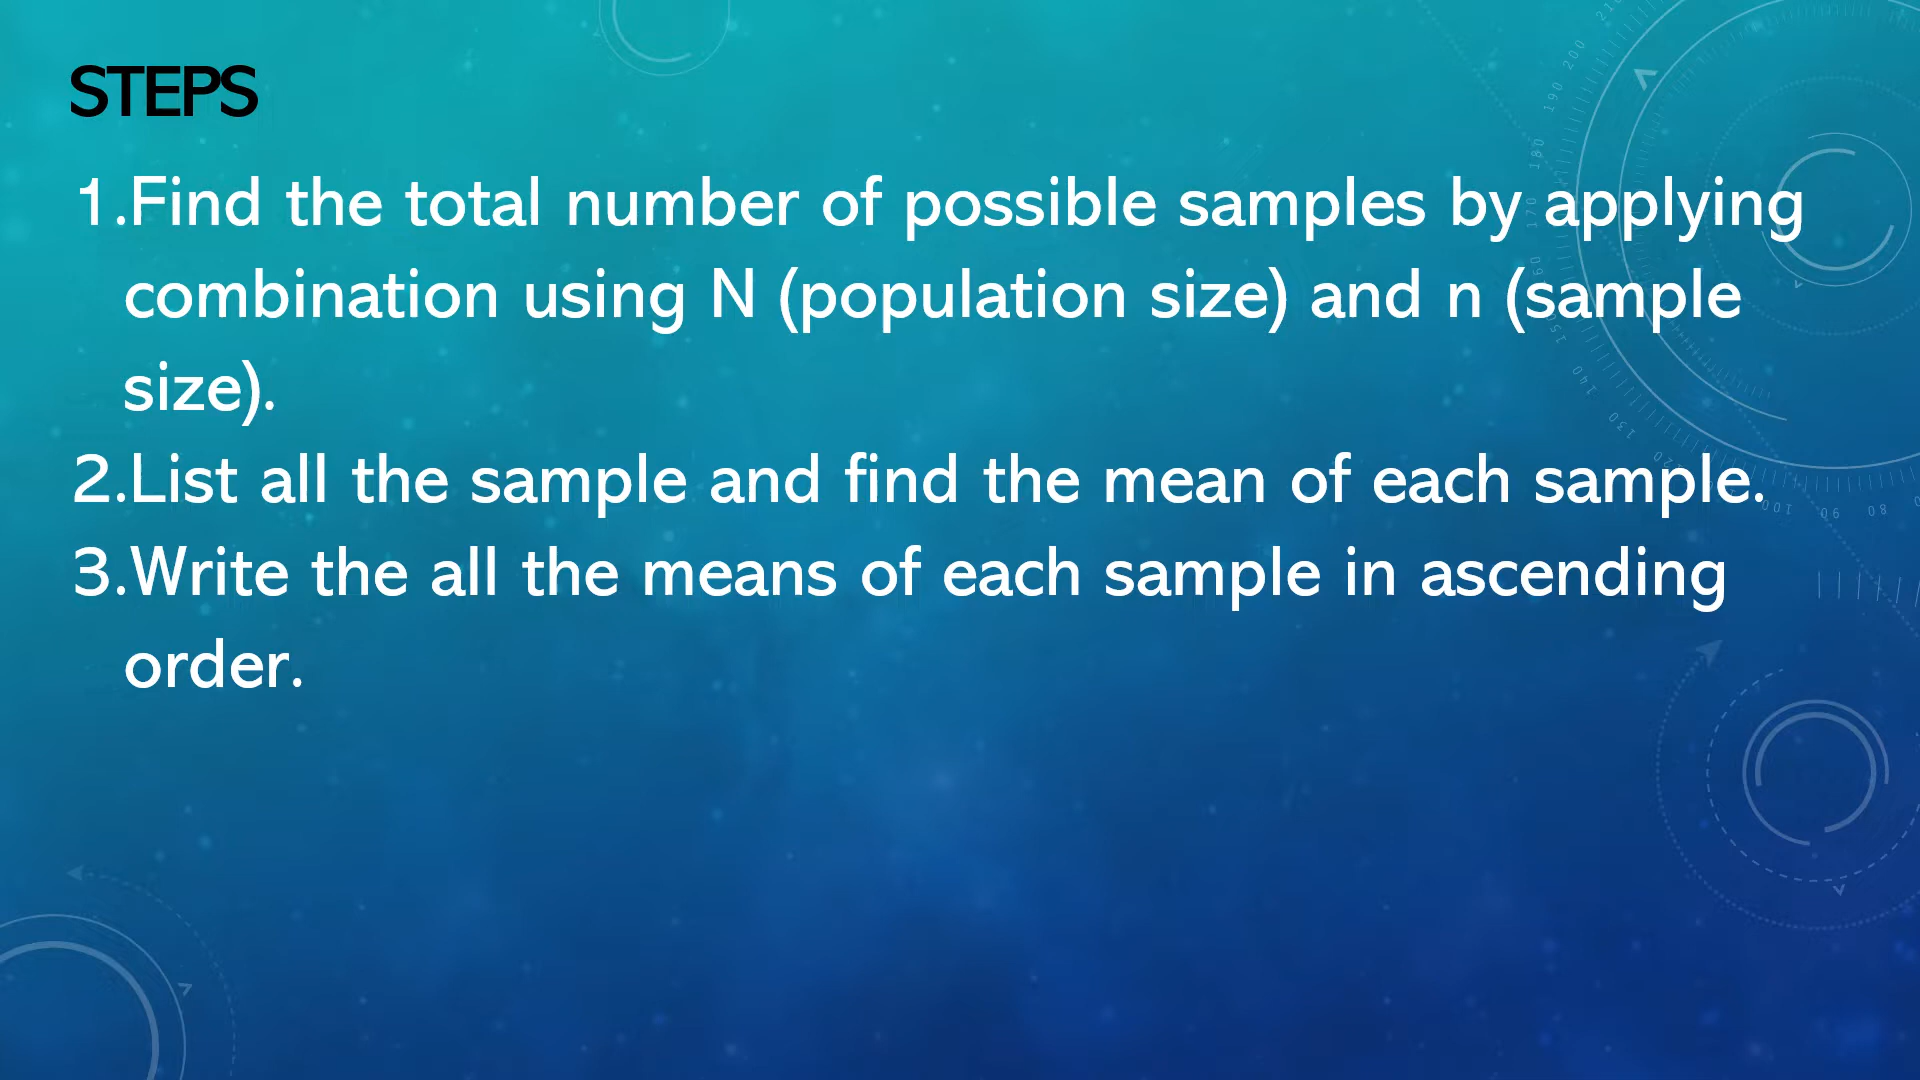 STEPS
1.Find the total number of possible samples by applying
combination using N (population size) and n (sample
size).
2.List all the sample and find the mean of each sample.
3.Write the all the means of each sample in ascending
order.